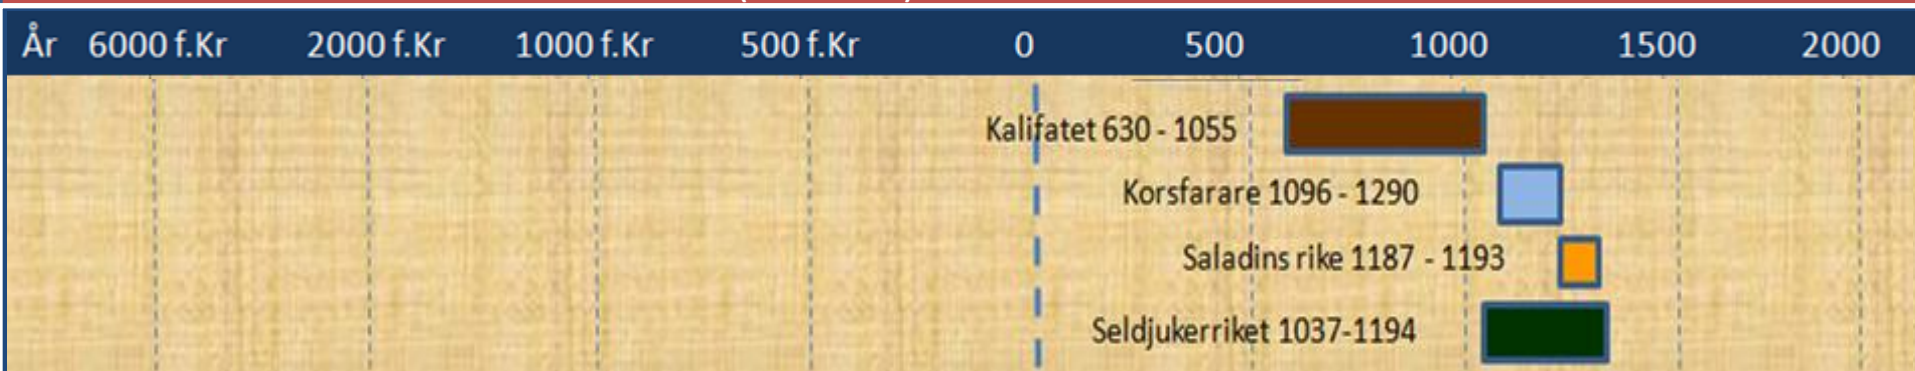 År 6000 f.Kr 2000 f.Kr 1000 f.Kr 500 f.Kr 0 500 1000 1500 2000
Kalifatet 630 - 1055
Korsfarare 1096 - 1290
Saladins rike 1187 - 1193
Seldjukerriket 1037-1194